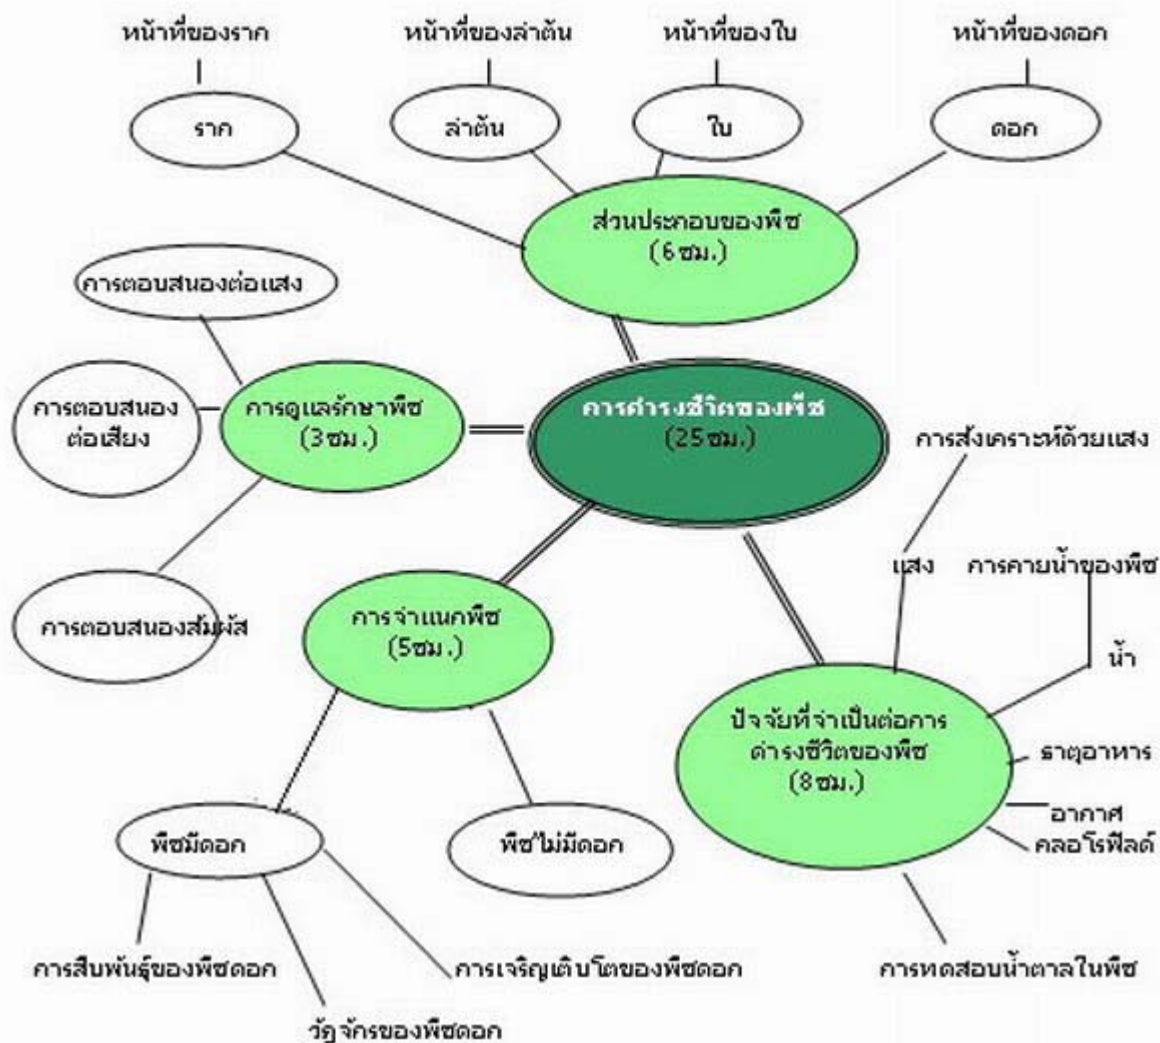 หน้าที่ของราก
หน้าที่ของลำต้น
หน้าที่ของใบ
หน้าที่ของดอก
ราก
ลำต้น
ใบ
ดอก
ส่วนประกอบของพืช
(6ชม.)
การตอบสนองต่อแสง
การตอบสนอง
ต่อเสียง
การดูแลรักษาพืช
(3ชม.)
การดำรงชีวิตของพืช
(25ชม.)
การสังเคราะห์ด้วยแสง
แสง
การคายน้ำของพืช
น้ำ
การตอบสนองสัมผัส
การจำแนกพืช
(5ชม.)
ปัจจัยที่จำเป็นต่อการ
ดำรงชีวิตของพืช
(8ชม.)
ธาตุอาหาร
อากาศ
คลอโรฟิลด์
พืชมีดอก
พืชไม่มีดอก
การสืบพันธุ์ของพืชดอก
การเจริญเติบโตของพืชดอก
การทดสอบน้ำตาลในพืช
วัฎจักรของพืชดอก